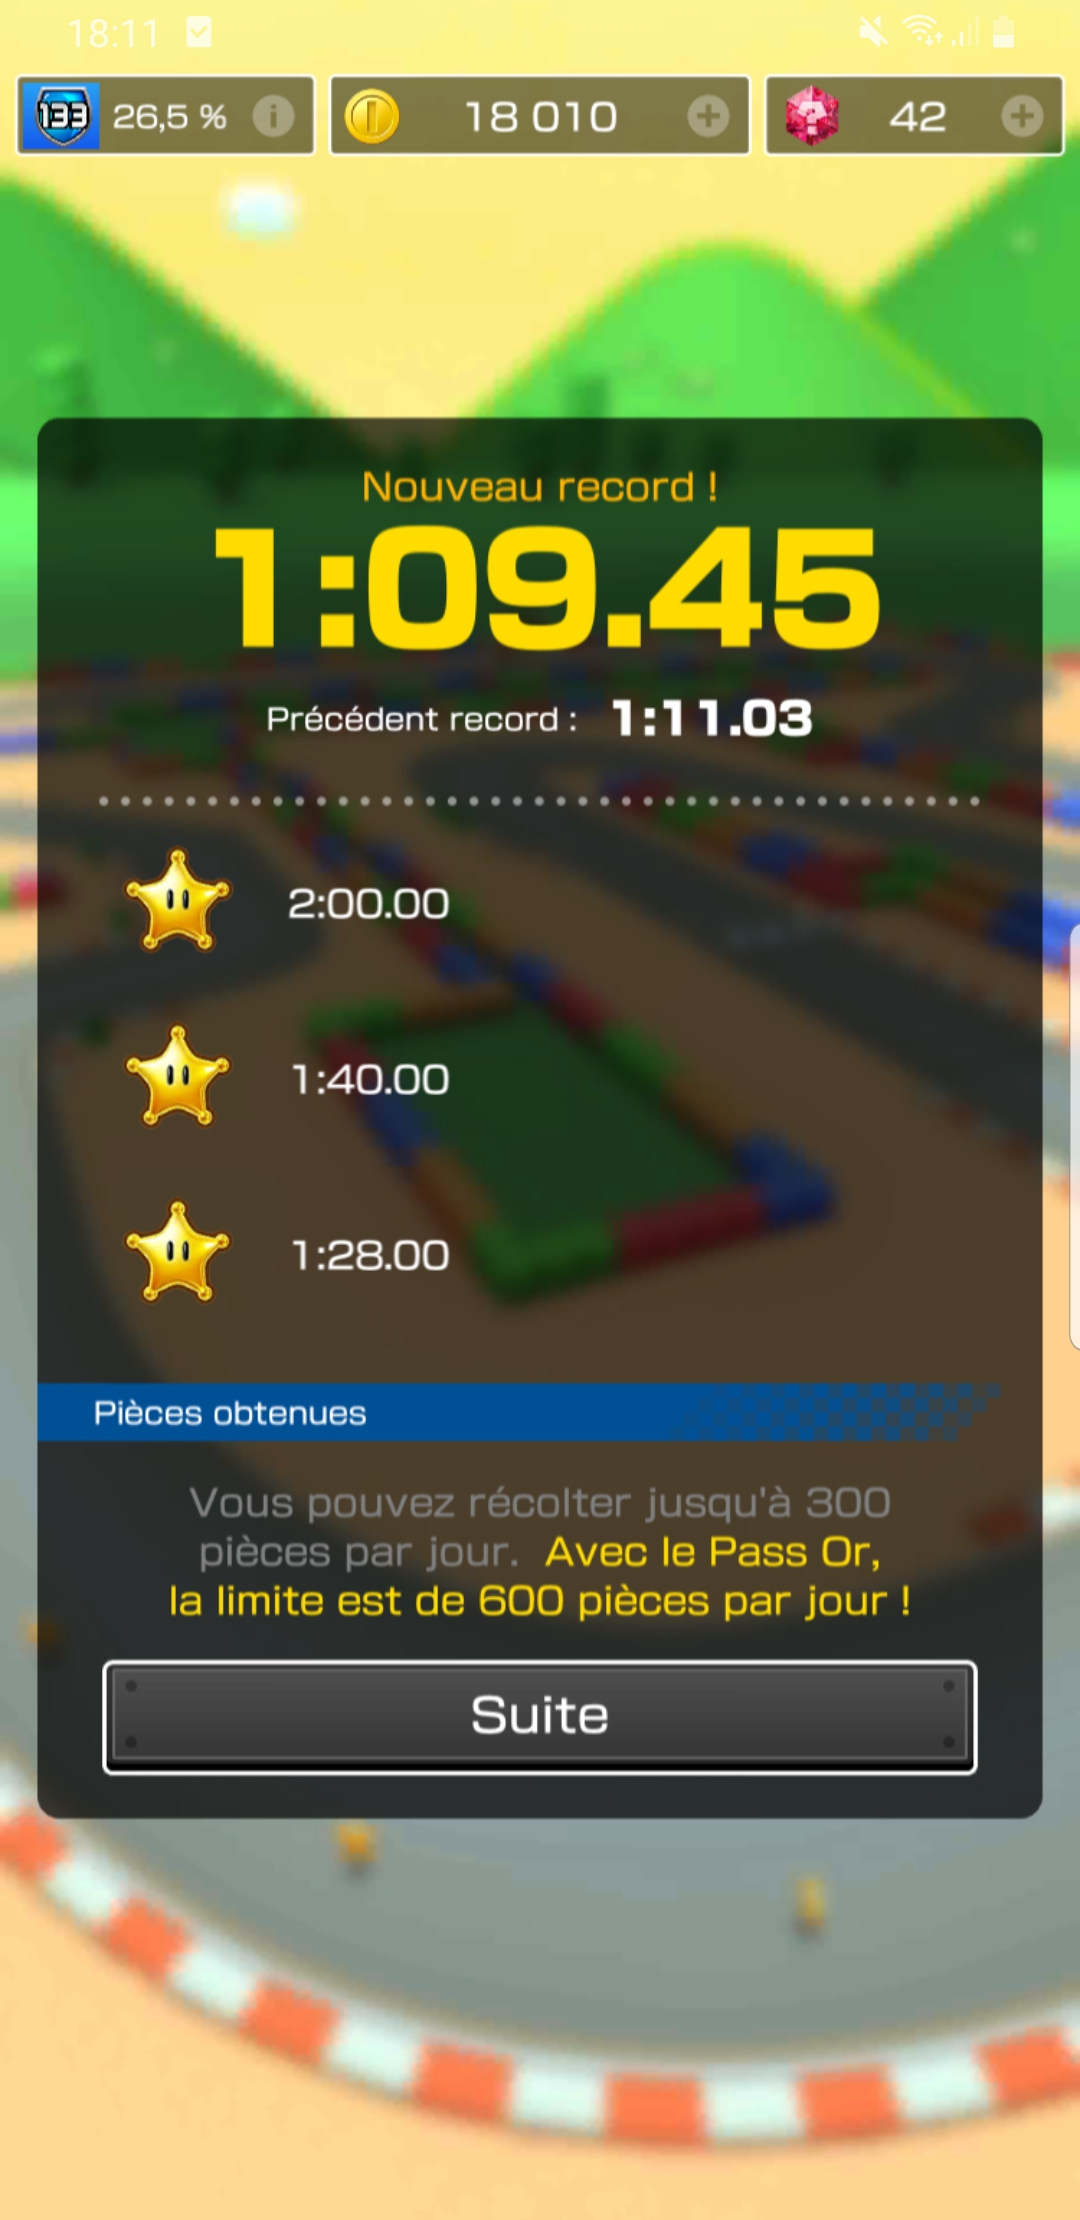 18:11
133 26,5 % i 18 010 + 42 +
Nouveau record !
1:09.45
Précédent record : 1:11.03
2:00.00
1:40.00
1:28.00
Pièces obtenues
Vous pouvez récolter jusqu'à 300
pièces par jour. Avec le Pass Or,
la limite est de 600 pièces par jour !
Suite